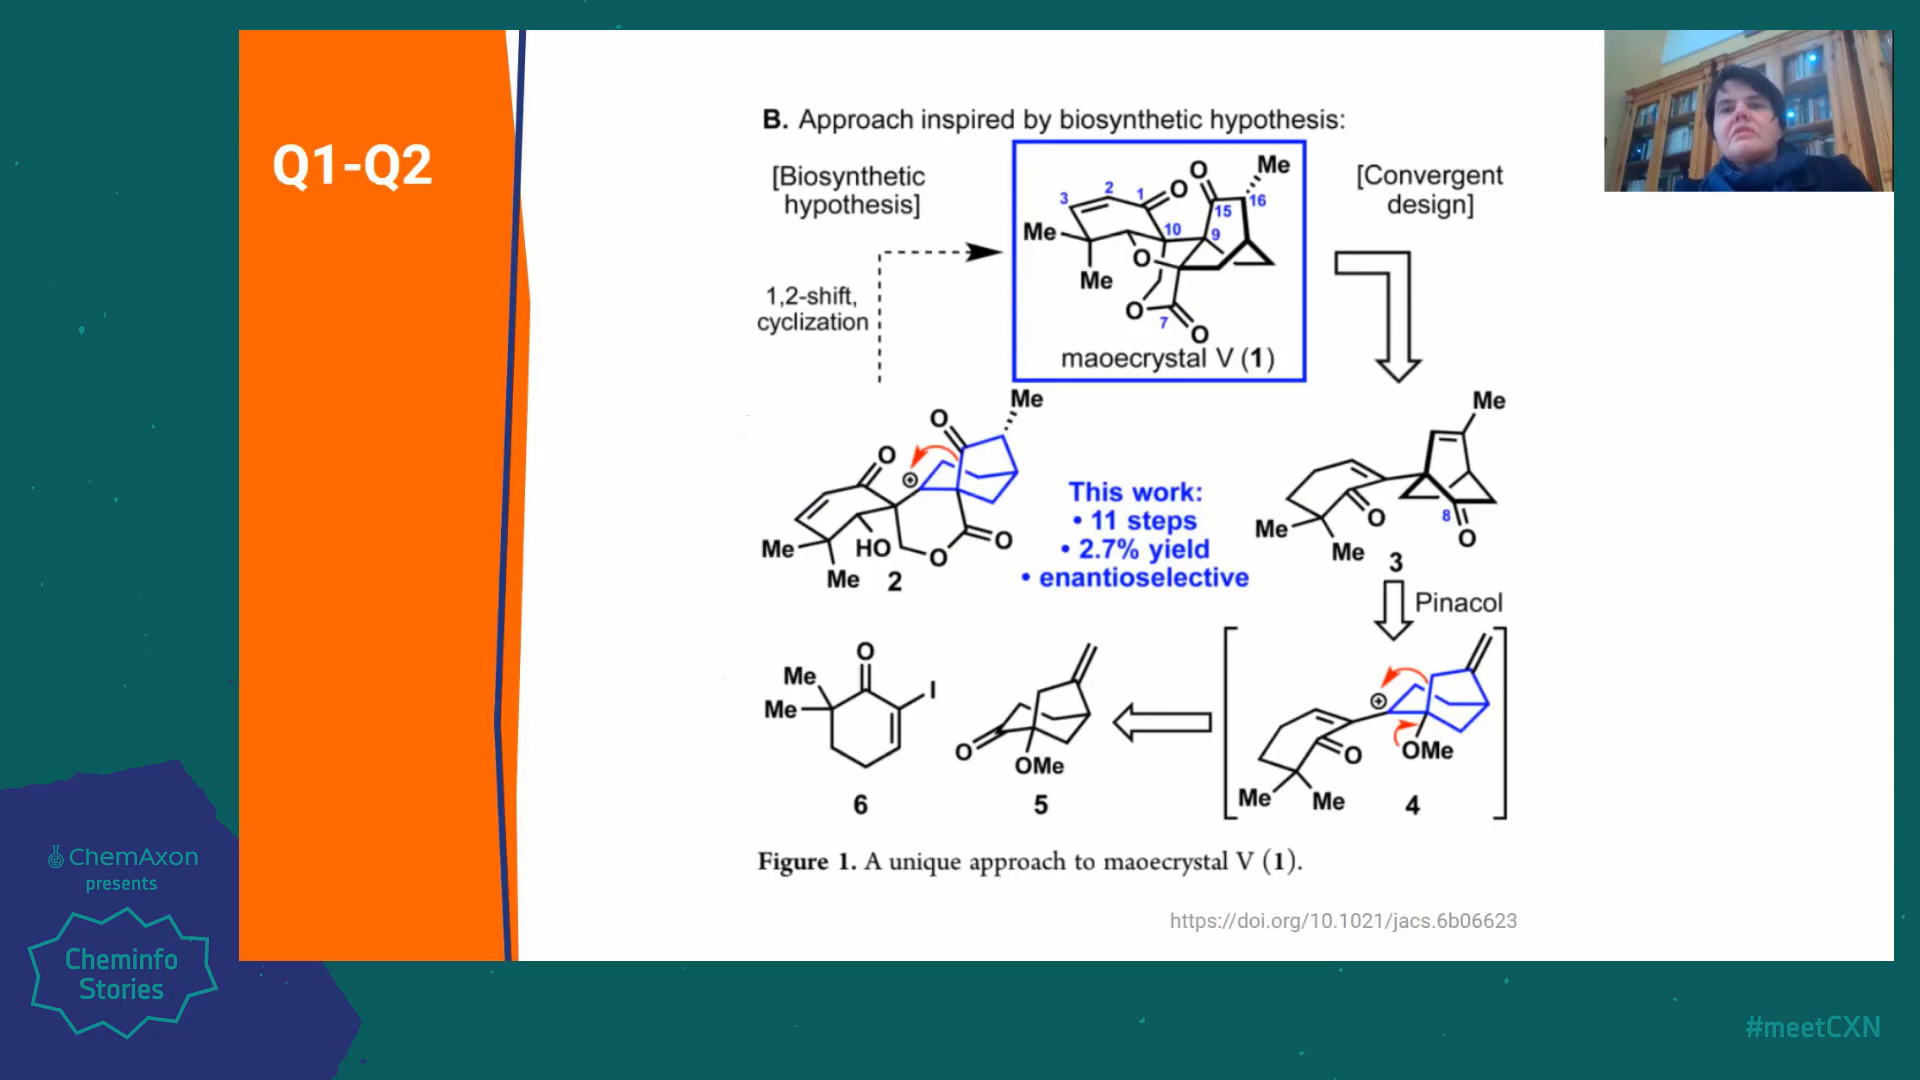 Q1-Q2
B. Approach inspired by biosynthetic hypothesis:
[Biosynthetic
hypothesis]
1,2-shift,
cyclization
3
2
1
O
O
Me
16
15
10
9
Me
Me
O
O
7
O
maoecrystal V (1)
[Convergent
design]
Me
O
O
⊕
Me
HO
Me
O
O
2
This work:
• 11 steps
• 2.7% yield
• enantioselective
Me
Me
O
Me
8
O
3
Pinacol
O
Me
Me
I
6
O
OMe
5
⊕
O
OMe
Me
Me
4
Figure 1. A unique approach to maoecrystal V (1).
https://doi.org/10.1021/jacs.6b06623
ChemAxon
presents
Cheminfo
Stories
#meetCXN